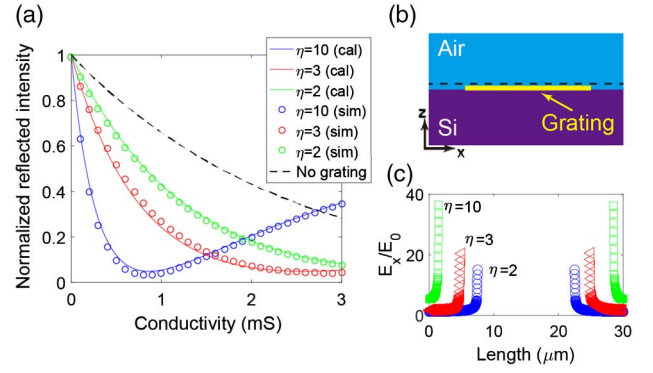 (a)
Normalized reflected intensity
1
0.8
0.6
0.4
0.2
0
0
1
2
3
Conductivity (mS)
η=10 (cal)
η=3 (cal)
η=2 (cal)
η=10 (sim)
η=3 (sim)
η=2 (sim)
No grating
(b)
Air
Si
Grating
z
x
(c)
E_x/E_0
40
20
0
η=10
η=3
η=2
0
10
20
30
Length (μm)